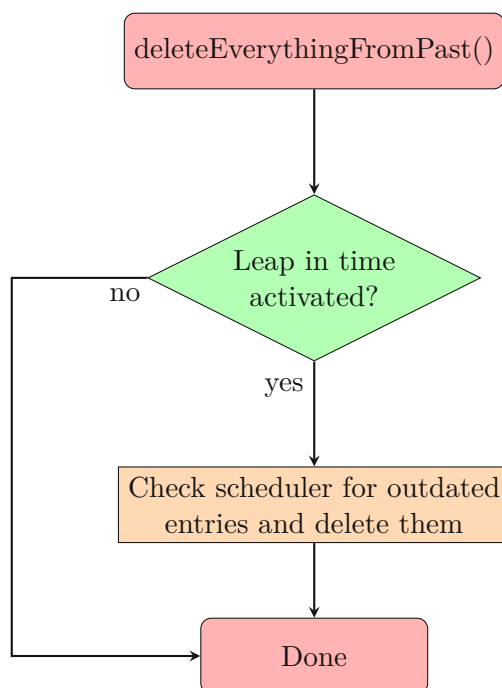 deleteEverythingFromPast()
Leap in time
activated?
no
yes
Check scheduler for outdated
entries and delete them
Done